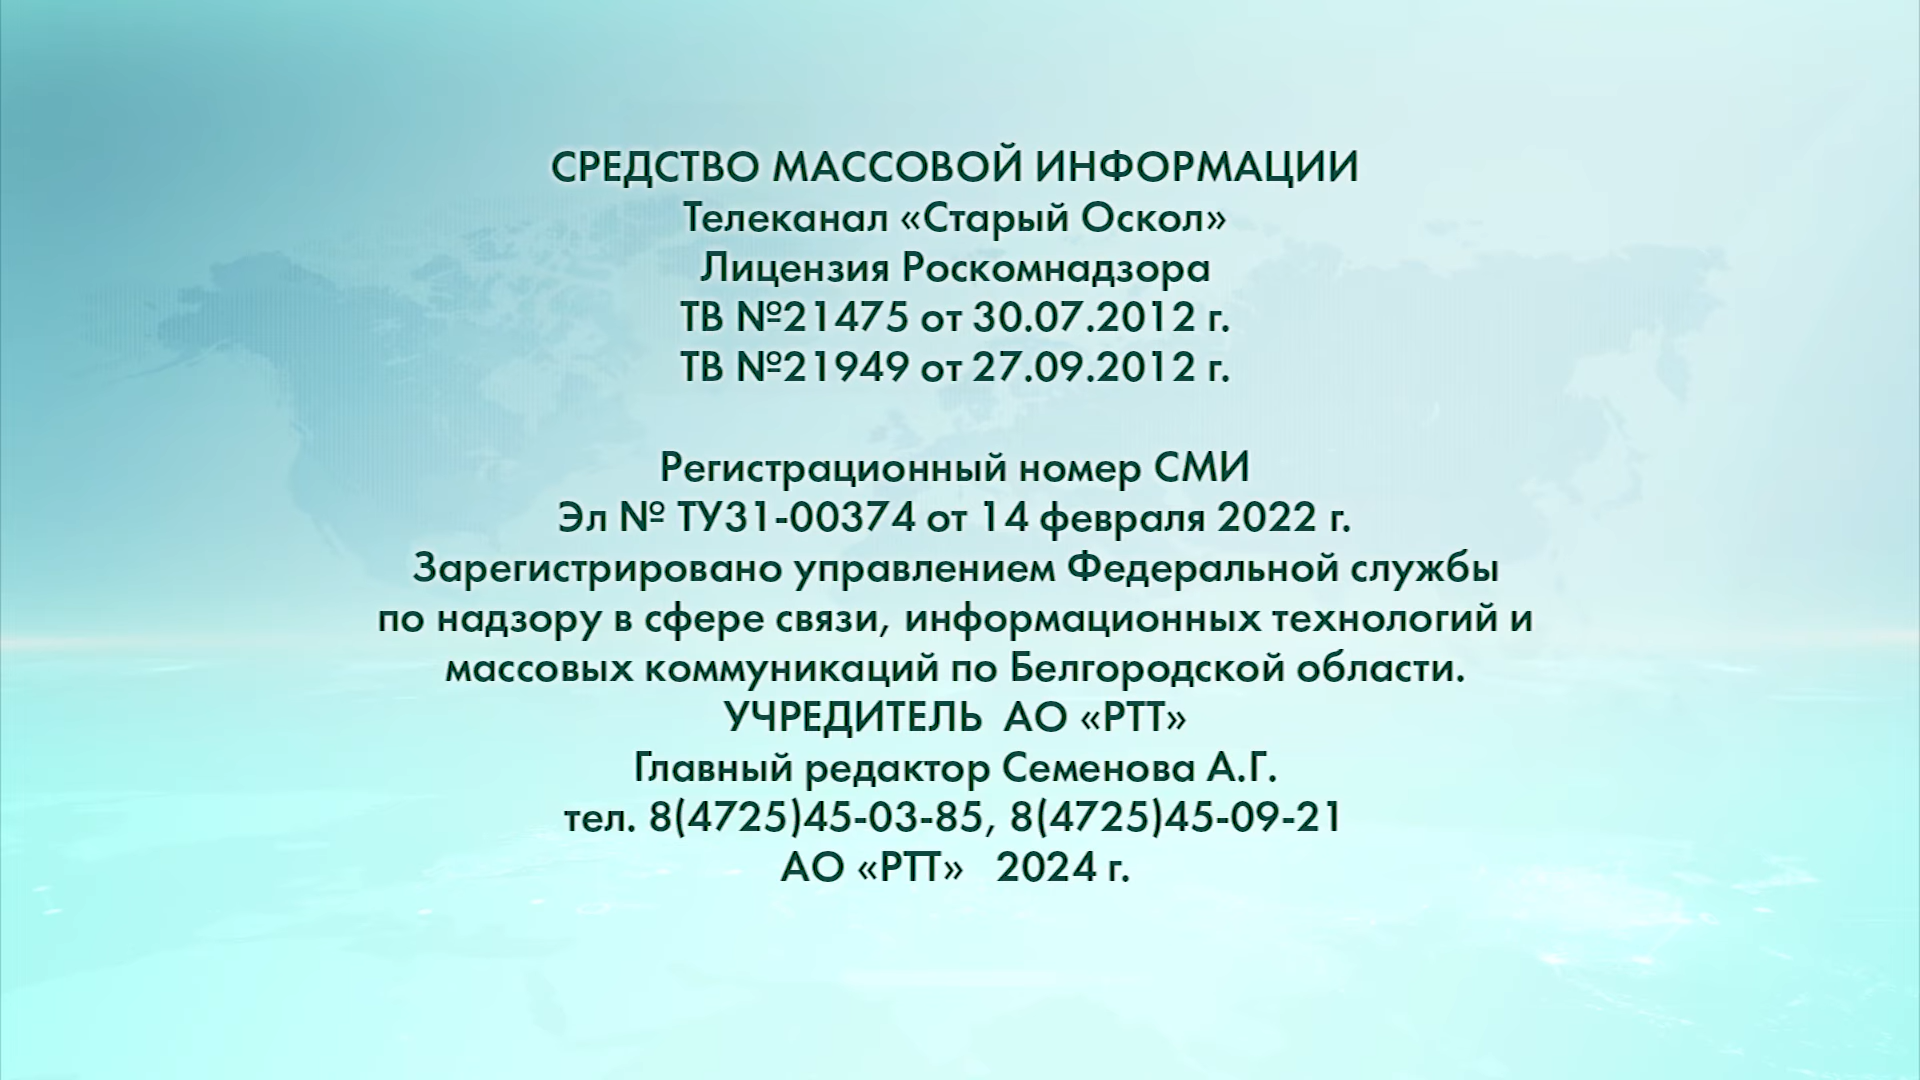 СРЕДСТВО МАССОВОЙ ИНФОРМАЦИИ
Телеканал «Старый Оскол»
Лицензия Роскомнадзора
ТВ №21475 от 30.07.2012 г.
ТВ №21949 от 27.09.2012 г.
Регистрационный номер СМИ
Эл № ТУ31-00374 от 14 февраля 2022 г.
Зарегистрировано управлением Федеральной службы
по надзору в сфере связи, информационных технологий и
массовых коммуникаций по Белгородской области.
УЧРЕДИТЕЛЬ  АО «РТТ»
Главный редактор Семенова А.Г.
тел. 8(4725)45-03-85, 8(4725)45-09-21
АО «РТТ»   2024 г.